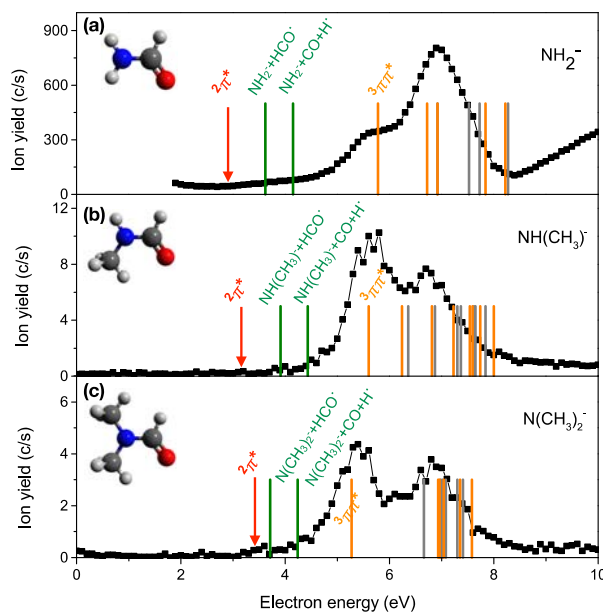 (a)
NH₂⁻
²π*
NH₂⁻+HCO·
NH₂⁻+CO+H·
³ππ*
Ion yield (c/s)
900
600
300
0
(b)
NH(CH₃)⁻
²π*
NH((CH₃)⁻+HCO·
NH(CH₃)⁻+CO+H·
³ππ*
Ion yield (c/s)
12
8
4
0
(c)
N(CH₃)₂⁻
²π*
N(CH₃)₂⁻+HCO·
N(CH₃)₂⁻+CO+H·
³ππ*
Ion yield (c/s)
6
4
2
0
0 2 4 6 8 10
Electron energy (eV)